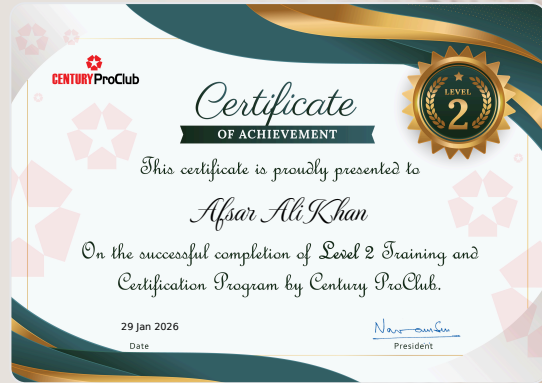 CENTURY ProClub
Certificate
OF ACHIEVEMENT
LEVEL
2
This certificate is proudly presented to
Afsar Ali Khan
On the successful completion of Level 2 Training and
Certification Program by Century ProClub.
29 Jan 2026
Date
President